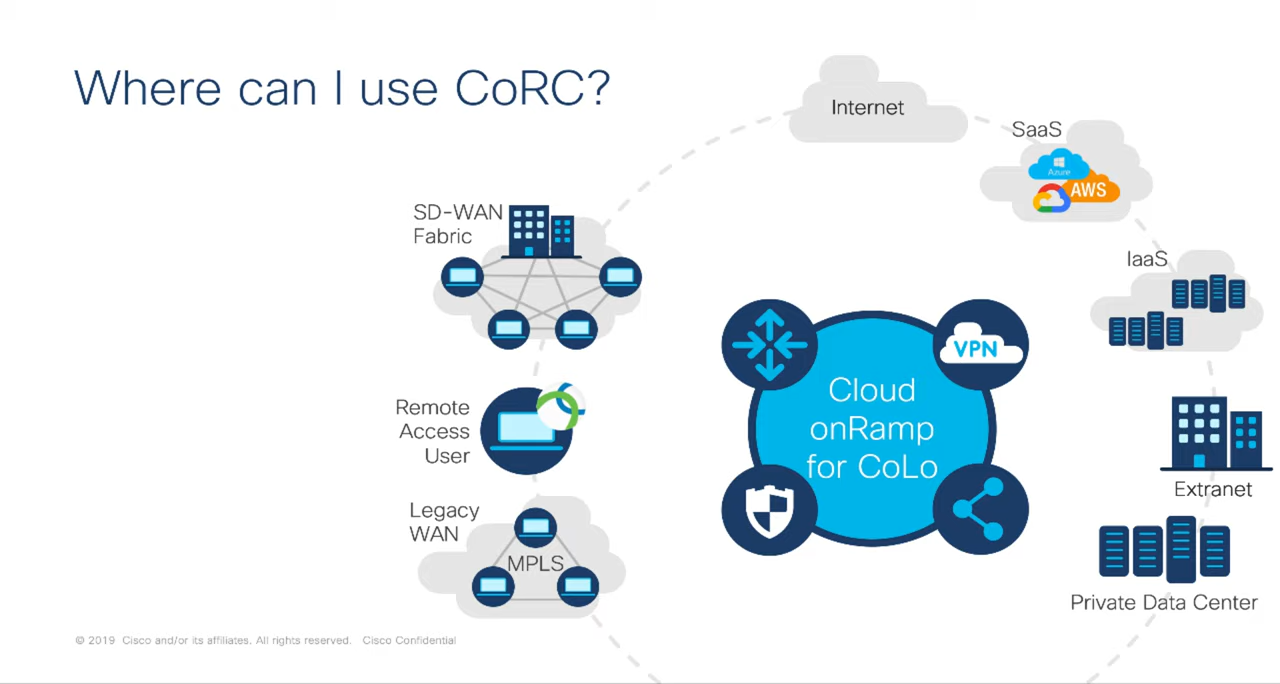 Where can I use CoRC?
Internet
SaaS
Azure
AWS
SD-WAN
Fabric
IaaS
VPN
Cloud
onRamp
for CoLo
Remote
Access
User
Extranet
Legacy
WAN
MPLS
Private Data Center
© 2019 Cisco and/or its affiliates. All rights reserved. Cisco Confidential